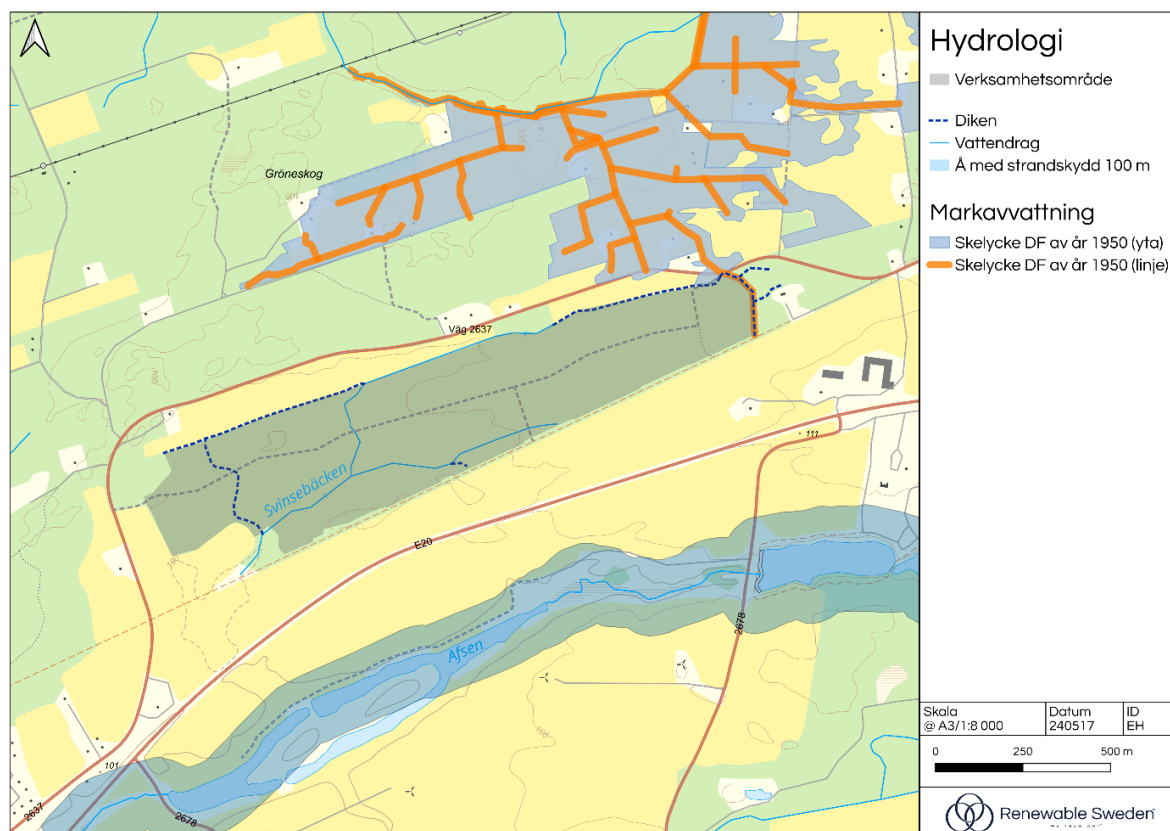 Hydrologi
Verksamhetsområde
Diken
Vattendrag
Å med strandskydd 100 m
Markavvattning
Skelycke DF av år 1950 (yta)
Skelycke DF av år 1950 (linje)
Gröneskog
Väg 2637
Svinsebäcken
E20
111
Afsen
2678
101
2637
2678
Skala
@ A3/1:8 000
Datum
240517
ID
EH
0 250 500 m
Renewable Sweden